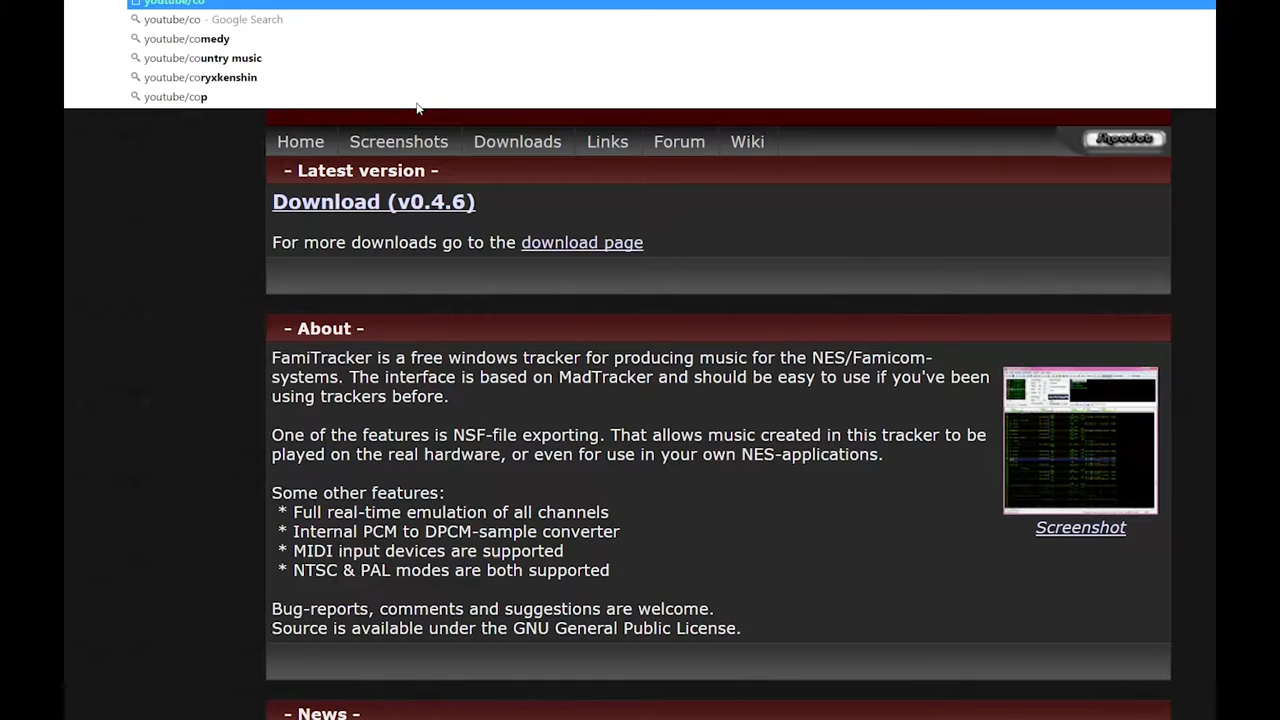 youtube/co
youtube/co - Google Search
youtube/comedy
youtube/country music
youtube/coryxkenshin
youtube/cop
Home Screenshots Downloads Links Forum Wiki
Shoodot
- Latest version -
Download (v0.4.6)
For more downloads go to the download page
- About -
FamiTracker is a free windows tracker for producing music for the NES/Famicom-
systems. The interface is based on MadTracker and should be easy to use if you've been
using trackers before.
One of the features is NSF-file exporting. That allows music created in this tracker to be
played on the real hardware, or even for use in your own NES-applications.
Some other features:
* Full real-time emulation of all channels
* Internal PCM to DPCM-sample converter
* MIDI input devices are supported
* NTSC & PAL modes are both supported
Screenshot
Bug-reports, comments and suggestions are welcome.
Source is available under the GNU General Public License.
- News -